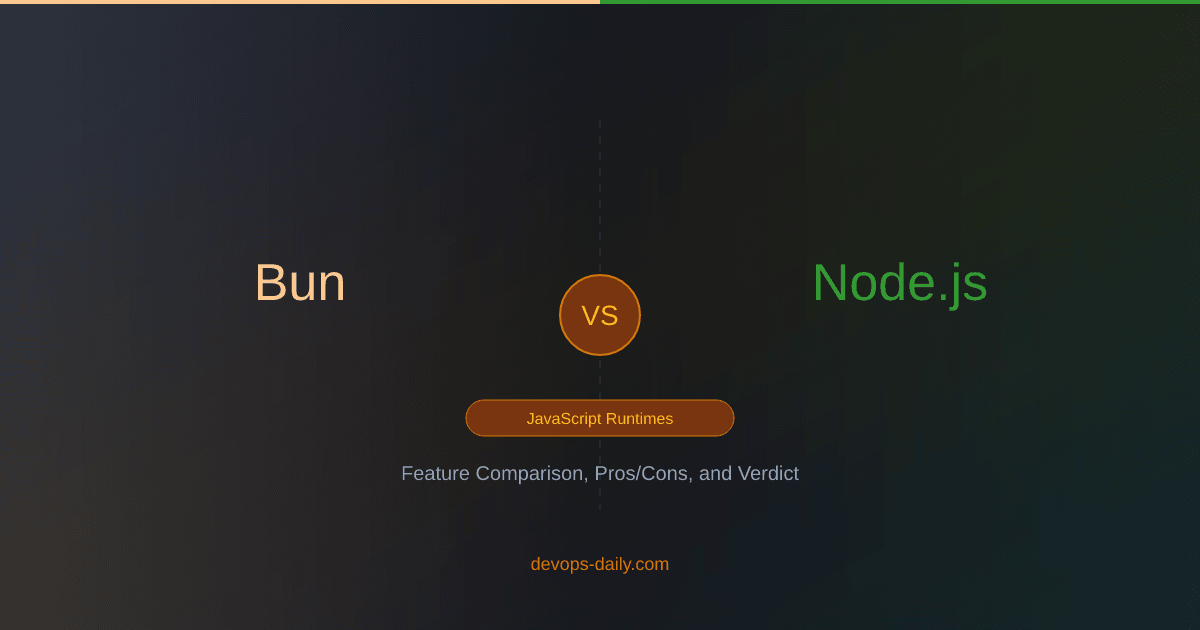 Bun
Node.js
VS
JavaScript Runtimes
Feature Comparison, Pros/Cons, and Verdict
devops-daily.com